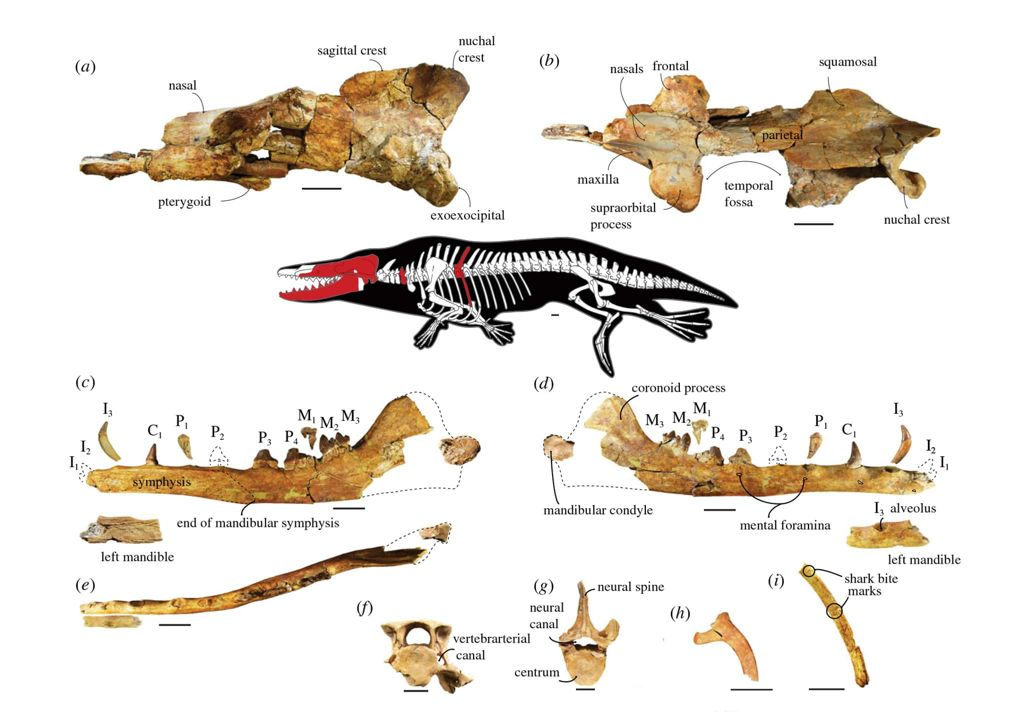 (a)
sagittal crest
nuchal
crest
nasal
pterygoid
exoexocipital
(b)
nasals
frontal
squamosal
parietal
maxilla
supraorbital
process
temporal
fossa
nuchal crest
(c)
I3
I2
I1
C1
P1
P2
P3
P4
M1
M2
M3
symphysis
end of mandibular symphysis
left mandible
(d)
coronoid process
M3
M2
M1
P4
P3
P2
P1
C1
I3
I2
I1
mandibular condyle
mental foramina
I3 alveolus
left mandible
(e)
(f)
vertebrarterial
canal
(g)
neural spine
neural
canal
centrum
(h)
(i)
shark bite
marks